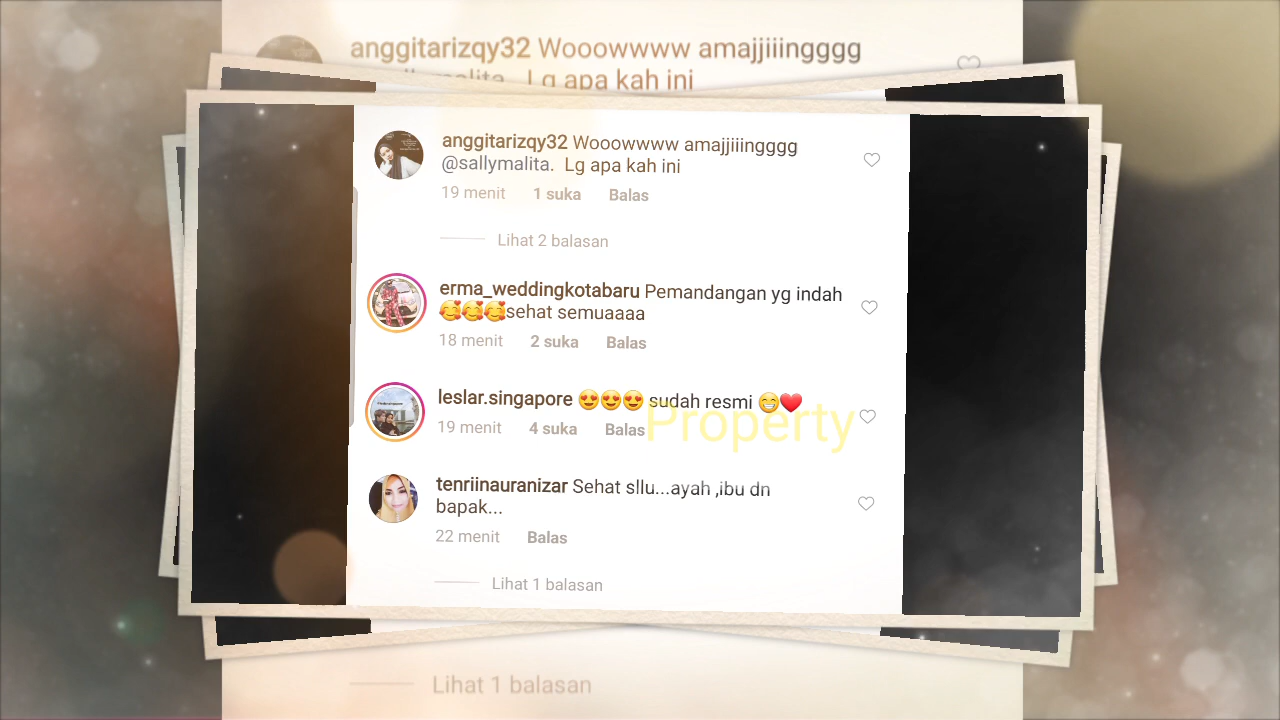 anggitarizqy32 Wooowwww amajjiiingggg
Lg apa kah ini
anggitarizqy32 Wooowwww amajjiiingggg
@sallymalita. Lg apa kah ini
19 menit 1 suka Balas
Lihat 2 balasan
erma_weddingkotabaru Pemandangan yg indah
🥰🥰🥰sehat semuaaaa
18 menit 2 suka Balas
leslar.singapore 😍😍😍 sudah resmi 😁❤️
19 menit 4 suka Balas
Property
tenriinauranizar Sehat sllu...ayah ,ibu dn
bapak...
22 menit Balas
Lihat 1 balasan
Lihat 1 balasan